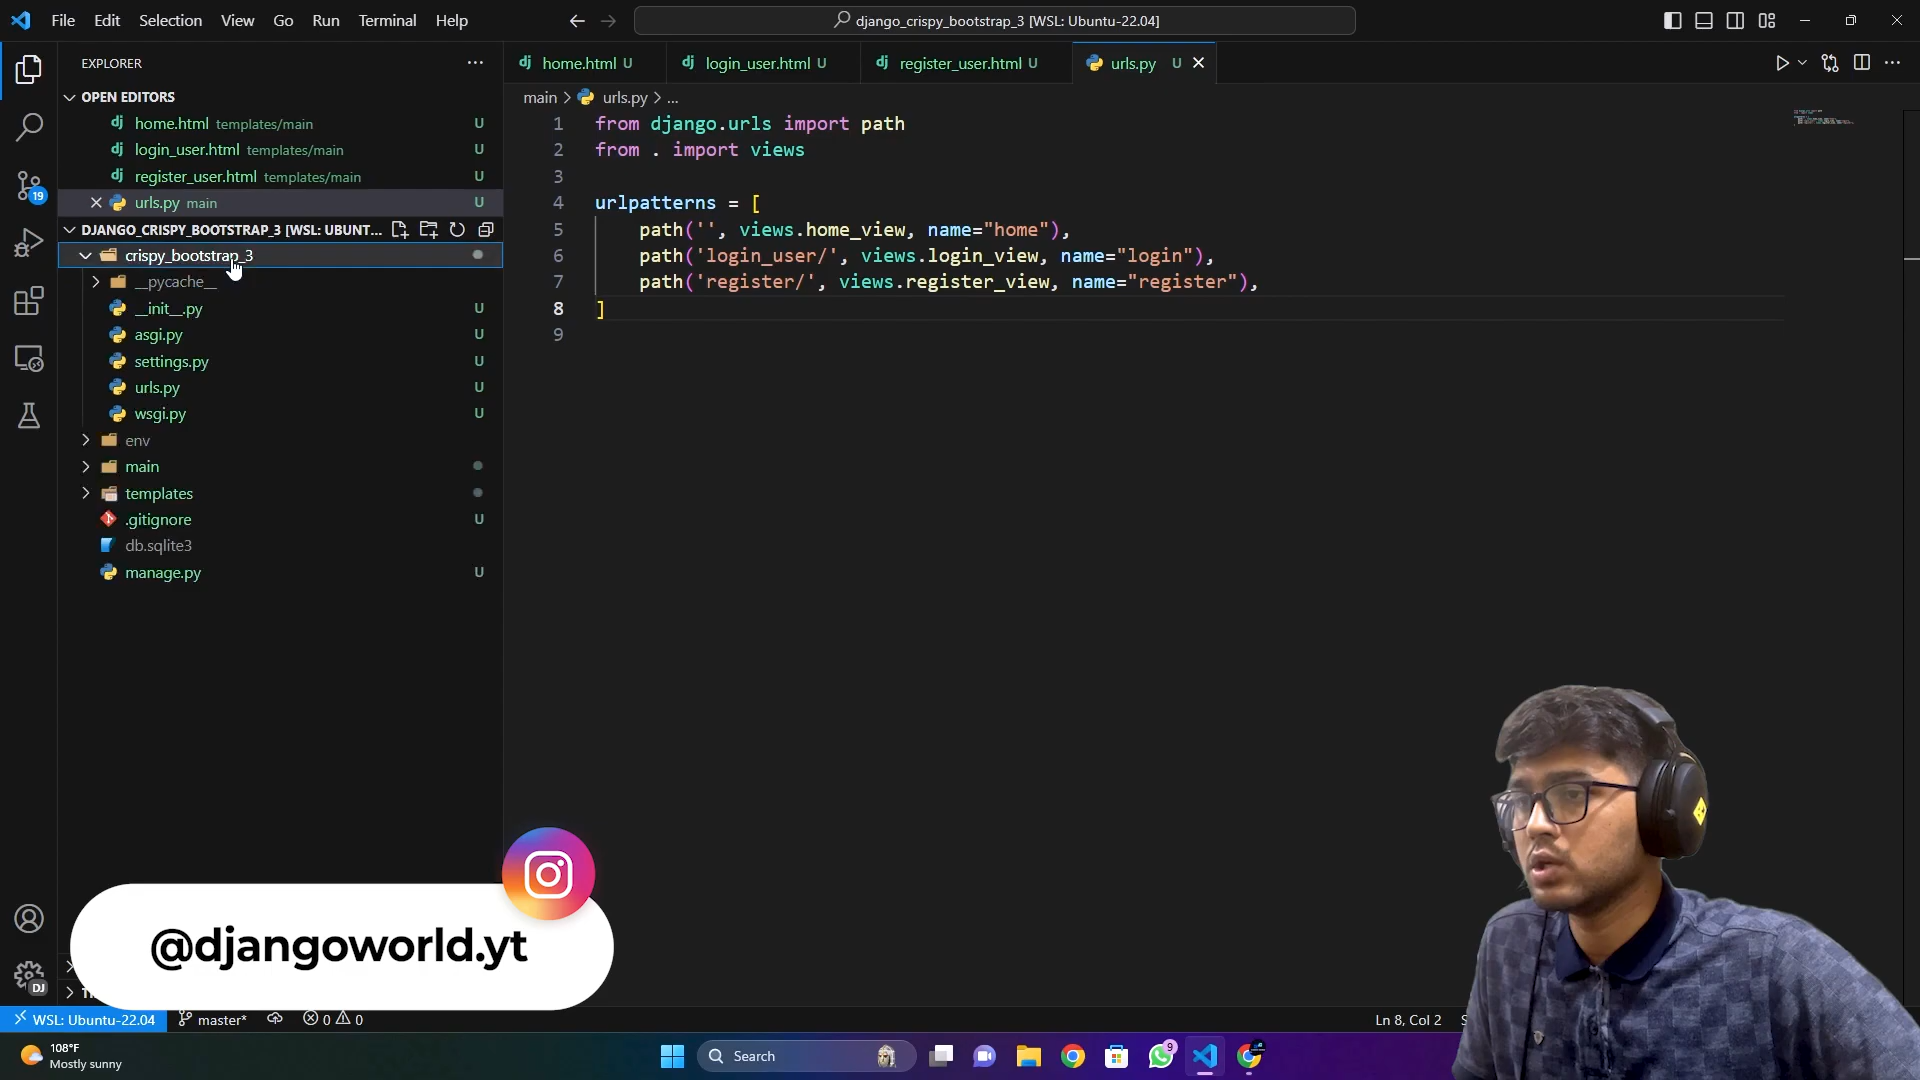 File Edit Selection View Go Run Terminal Help
django_crispy_bootstrap_3 [WSL: Ubuntu-22.04]
EXPLORER
home.html U
login_user.html U
register_user.html U
urls.py U
OPEN EDITORS
home.html templates/main U
login_user.html templates/main U
register_user.html templates/main U
urls.py main U
DJANGO_CRISPY_BOOTSTRAP_3 [WSL: UBUNT...
crispy_bootstrap_3
__pycache__
__init__.py U
asgi.py U
settings.py U
urls.py U
wsgi.py U
env
main
templates
.gitignore U
db.sqlite3
manage.py U
main > urls.py > ...
1 from django.urls import path
2 from . import views
3
4 urlpatterns = [
5 path('', views.home_view, name="home"),
6 path('login_user/', views.login_view, name="login"),
7 path('register/', views.register_view, name="register"),
8 ]
9
19
DJ
@djangoworld.yt
WSL: Ubuntu-22.04 master* 0 0
Ln 8, Col 2
108°F
Mostly sunny
Search
9